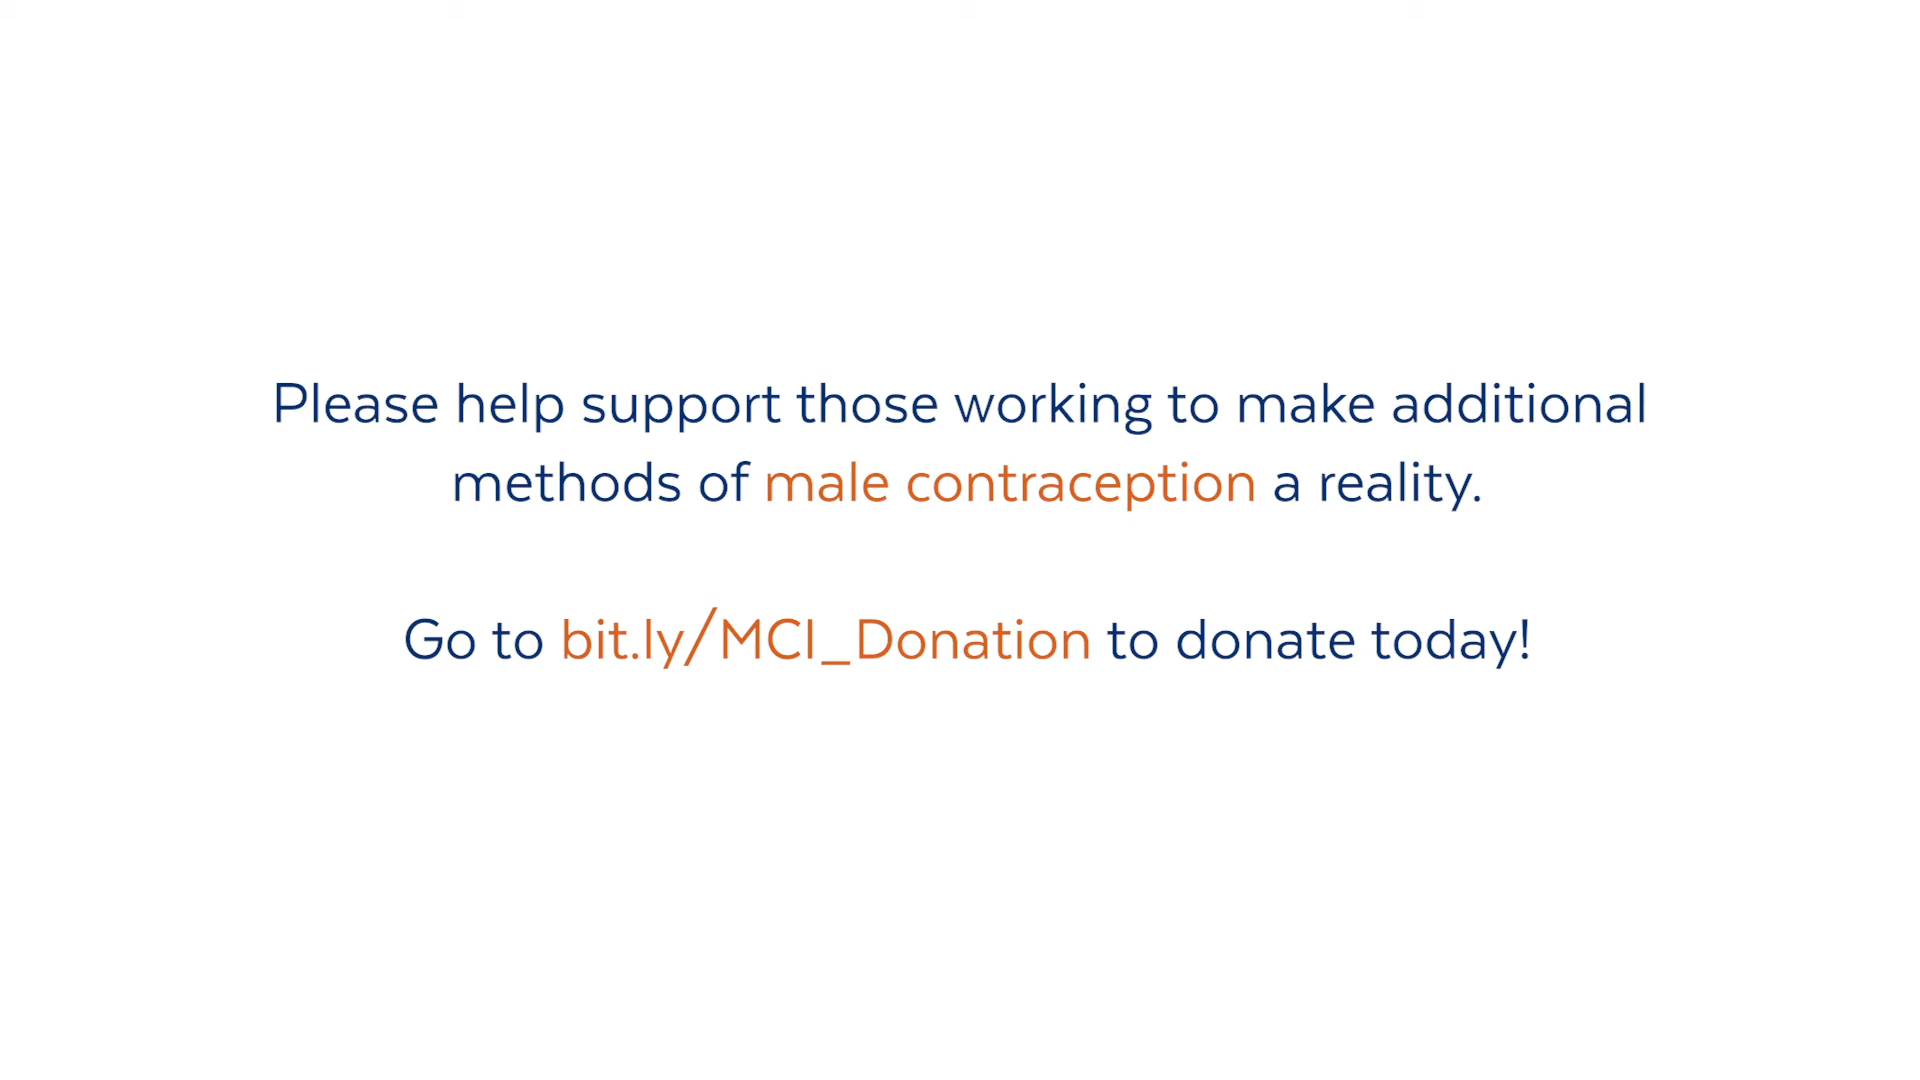 Please help support those working to make additional
methods of male contraception a reality.
Go to bit.ly/MCI_Donation to donate today!